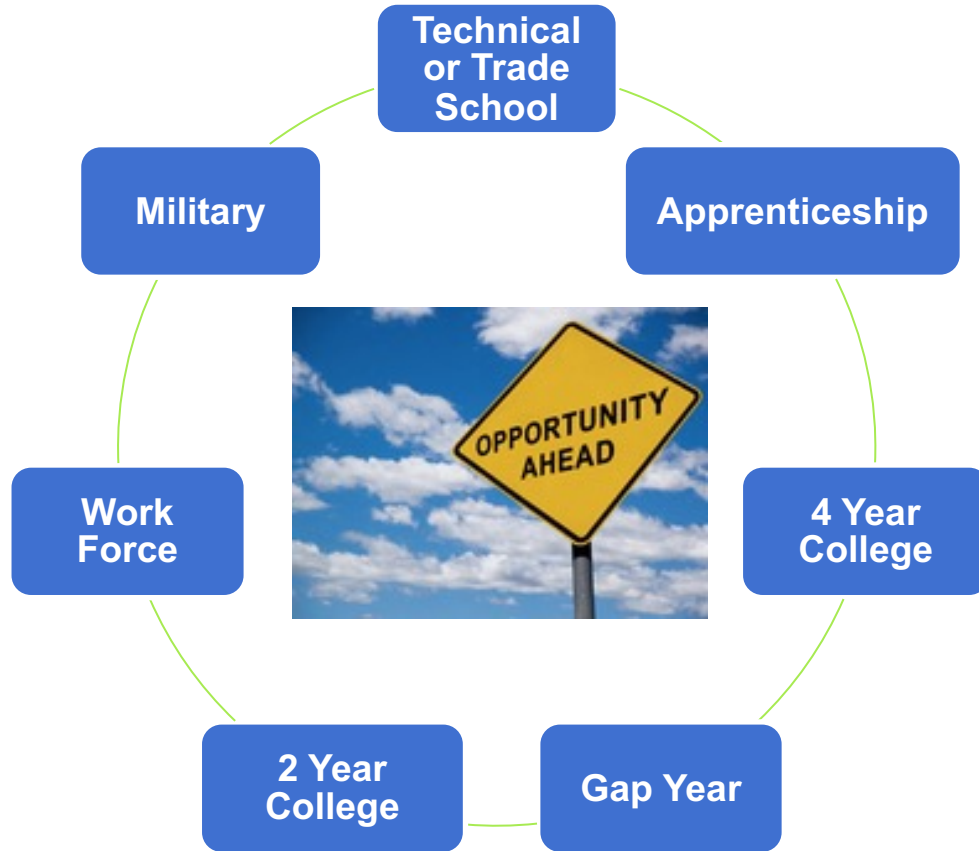 Technical
or Trade
School
Apprenticeship
4 Year
College
Gap Year
2 Year
College
Work
Force
Military
OPPORTUNITY
AHEAD